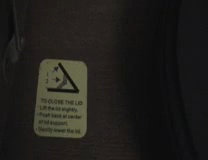 TO CLOSE THE LID
Lift the lid slightly.
- Push back at center
of lid support.
- Gently lower the lid.